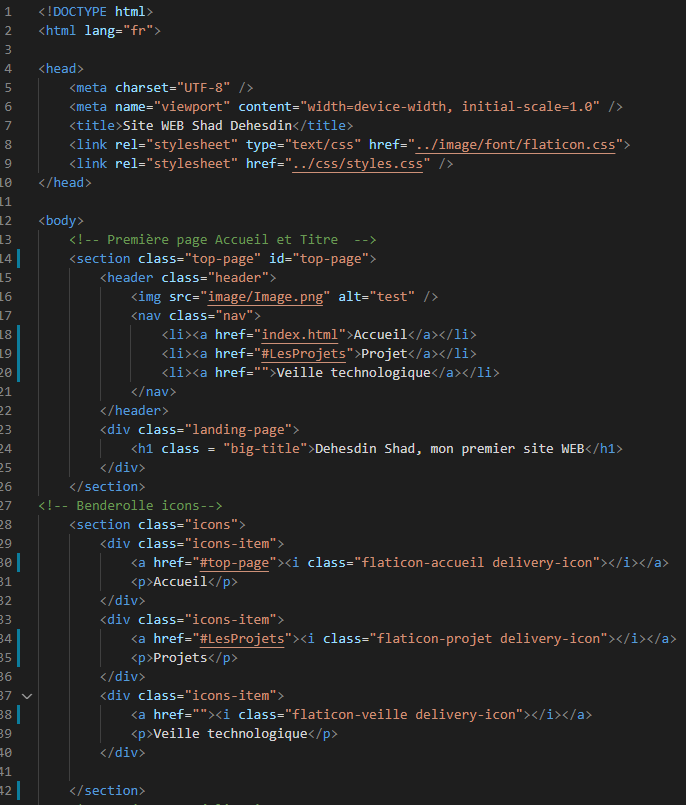 1 <!DOCTYPE html>
2 <html lang="fr">
3
4 <head>
5 <meta charset="UTF-8" />
6 <meta name="viewport" content="width=device-width, initial-scale=1.0" />
7 <title>Site WEB Shad Dehesdin</title>
8 <link rel="stylesheet" type="text/css" href="../image/font/flaticon.css">
9 <link rel="stylesheet" href="../css/styles.css" />
10 </head>
11
12 <body>
13 <!-- Première page Accueil et Titre  -->
14 <section class="top-page" id="top-page">
15 <header class="header">
16 <img src="image/Image.png" alt="test" />
17 <nav class="nav">
18 <li><a href="index.html">Accueil</a></li>
19 <li><a href="#LesProjets">Projet</a></li>
20 <li><a href="">Veille technologique</a></li>
21 </nav>
22 </header>
23 <div class="landing-page">
24 <h1 class = "big-title">Dehesdin Shad, mon premier site WEB</h1>
25 </div>
26 </section>
27 <!-- Benderolle icons-->
28 <section class="icons">
29 <div class="icons-item">
30 <a href="#top-page"><i class="flaticon-accueil delivery-icon"></i></a>
31 <p>Accueil</p>
32 </div>
33 <div class="icons-item">
34 <a href="#LesProjets"><i class="flaticon-projet delivery-icon"></i></a>
35 <p>Projets</p>
36 </div>
37 <div class="icons-item">
38 <a href=""><i class="flaticon-veille delivery-icon"></i></a>
39 <p>Veille technologique</p>
40 </div>
41
42 </section>